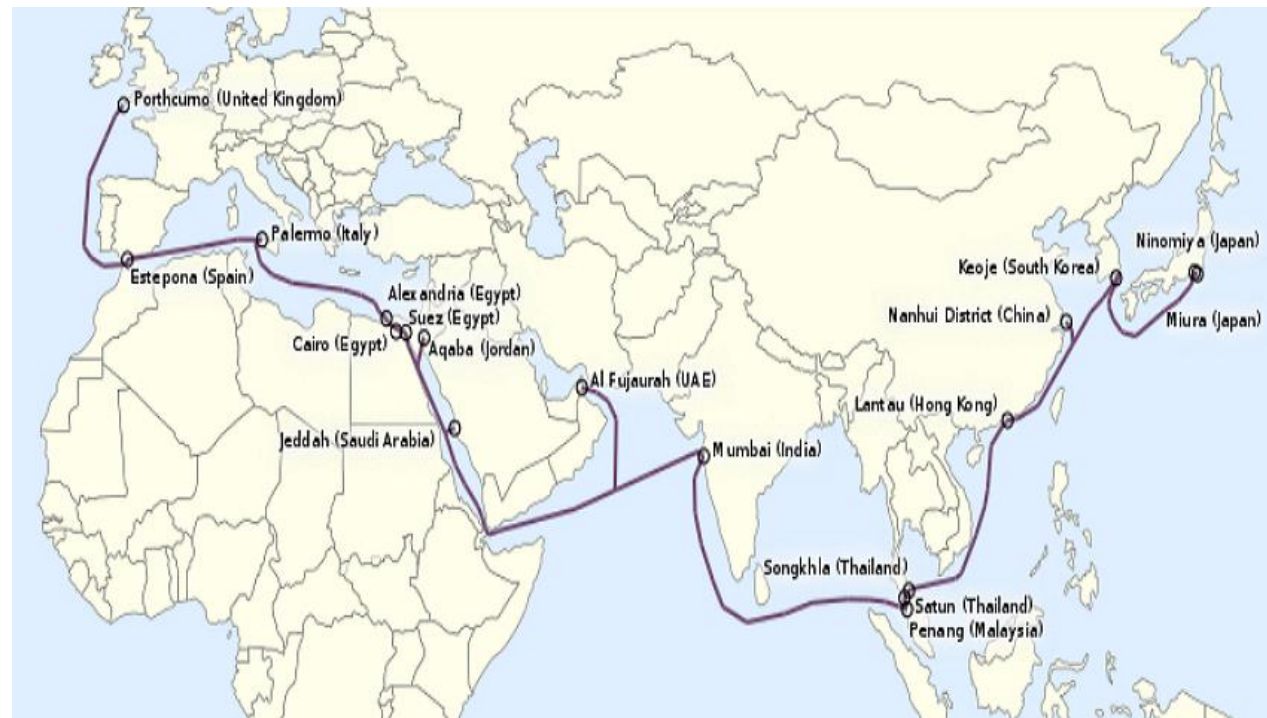 Porthcurno (United Kingdom)
Palermo (Italy)
Estepona (Spain)
Ninomiya (Japan)
Keoje (South Korea)
Alexandria (Egypt)
Suez (Egypt)
Nanhui District (China)
Miura (Japan)
Cairo (Egypt)
Aqaba (Jordan)
Al Fujaurah (UAE)
Lantau (Hong Kong)
Jeddah (Saudi Arabia)
Mumbai (India)
Songkhla (Thailand)
Satun (Thailand)
Penang (Malaysia)